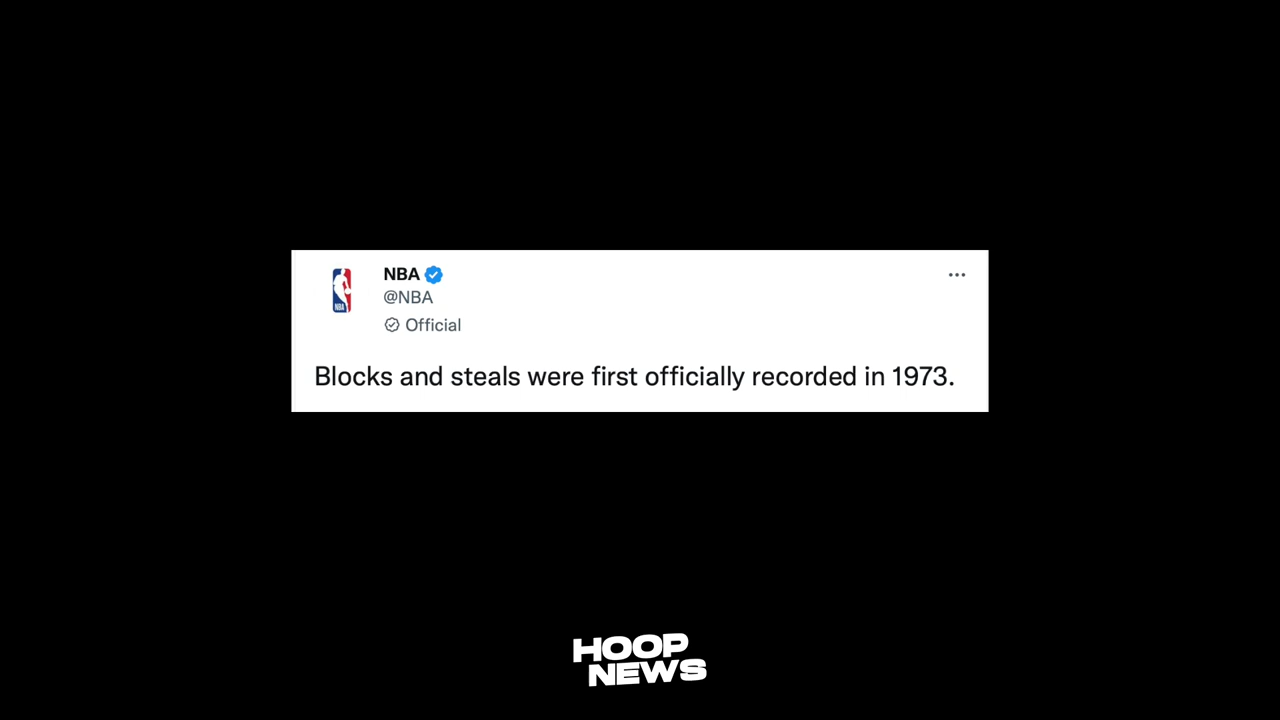 NBA
@NBA
Official
Blocks and steals were first officially recorded in 1973.
HOOP
NEWS